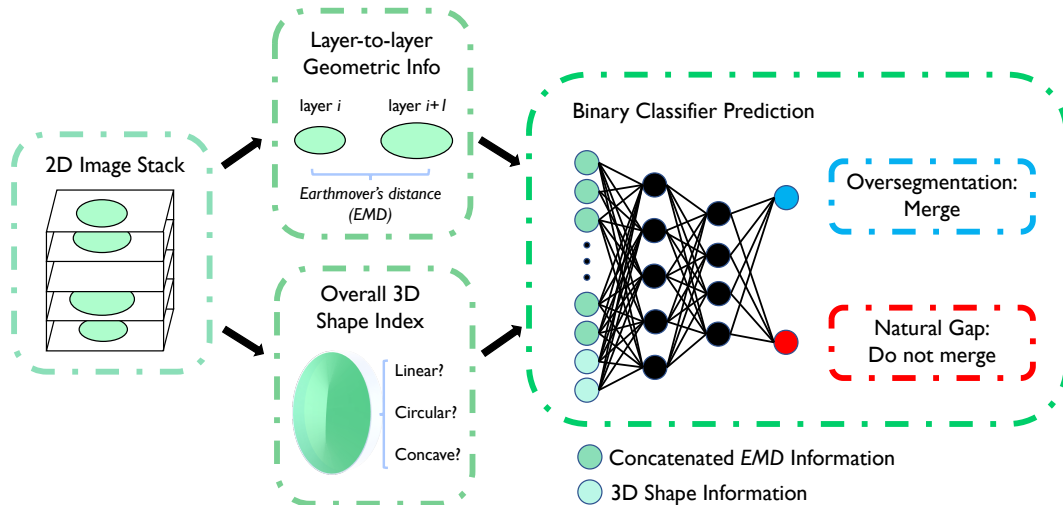 2D Image Stack
Layer-to-layer
Geometric Info
layer i
layer i+1
Earthmover's distance
(EMD)
Overall 3D
Shape Index
Linear?
Circular?
Concave?
Binary Classifier Prediction
Oversegmentation:
Merge
Natural Gap:
Do not merge
Concatenated EMD Information
3D Shape Information